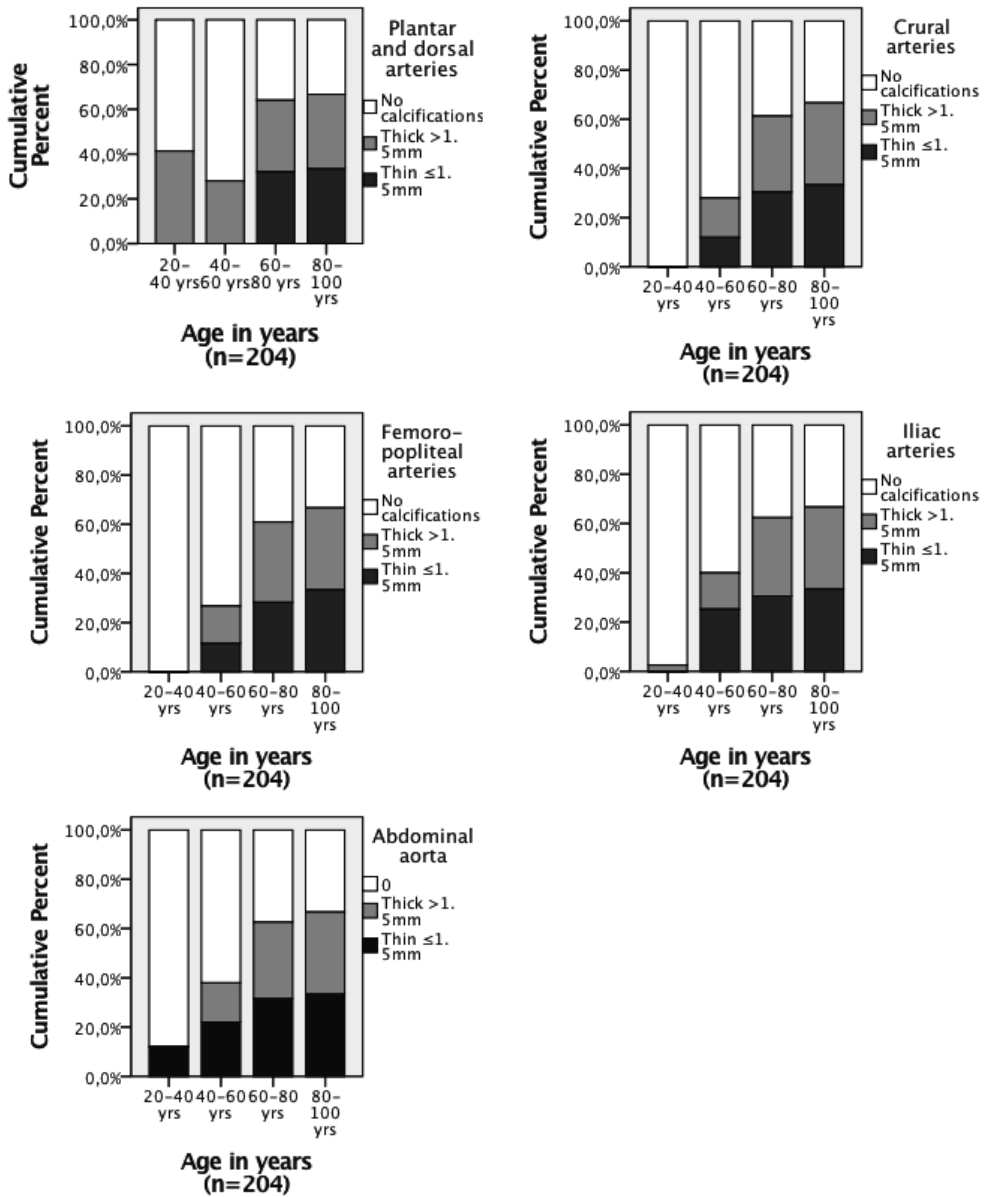 Cumulative
Percent
100,0%
80,0%
60,0%
40,0%
20,0%
0,0%
20-
40 yrs
40-
60 yrs
60-
80 yrs
80-
100
yrs
Age in years
(n=204)
Plantar
and dorsal
arteries
No
calcifications
Thick >1.
5mm
Thin ≤1.
5mm
Cumulative Percent
100,0%
80,0%
60,0%
40,0%
20,0%
0,0%
20-40
yrs
40-60
yrs
60-80
yrs
80-
100
yrs
Age in years
(n=204)
Crural
arteries
No
calcifications
Thick >1.
5mm
Thin ≤1.
5mm
Cumulative Percent
100,0%
80,0%
60,0%
40,0%
20,0%
0,0%
20-40
yrs
40-60
yrs
60-80
yrs
80-
100
yrs
Age in years
(n=204)
Femoro-
popliteal
arteries
No
calcifications
Thick >1.
5mm
Thin ≤1.
5mm
Cumulative Percent
100,0%
80,0%
60,0%
40,0%
20,0%
0,0%
20-40
yrs
40-60
yrs
60-80
yrs
80-
100
yrs
Age in years
(n=204)
Iliac
arteries
No
calcifications
Thick >1.
5mm
Thin ≤1.
5mm
Cumulative Percent
100,0%
80,0%
60,0%
40,0%
20,0%
0,0%
20-40
yrs
40-60
yrs
60-80
yrs
80-
100
yrs
Age in years
(n=204)
Abdominal
aorta
0
Thick >1.
5mm
Thin ≤1.
5mm